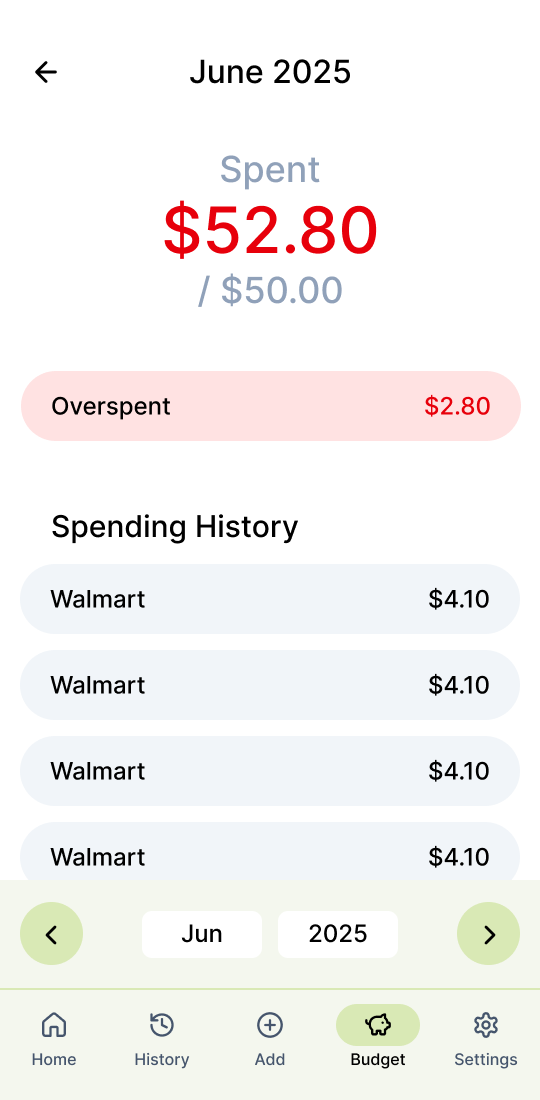 June 2025
Spent
$52.80
/ $50.00
Overspent $2.80
Spending History
Walmart $4.10
Walmart $4.10
Walmart $4.10
Walmart $4.10
Jun 2025
Home History Add Budget Settings